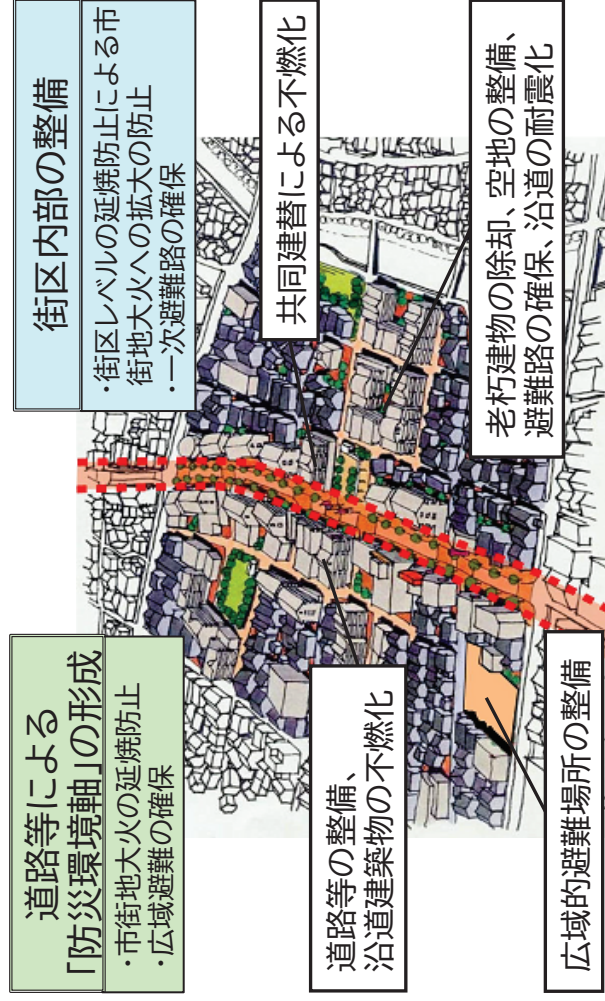 道路等による
「防災環境軸」の形成
・市街地大火の延焼防止
・広域避難の確保
街区内部の整備
・街区レベルの延焼防止による市
街地大火への拡大の防止
・一次避難路の確保
道路等の整備、
沿道建築物の不燃化
共同建替による不燃化
広域的避難場所の整備
老朽建物の除却、空地の整備、
避難路の確保、沿道の耐震化